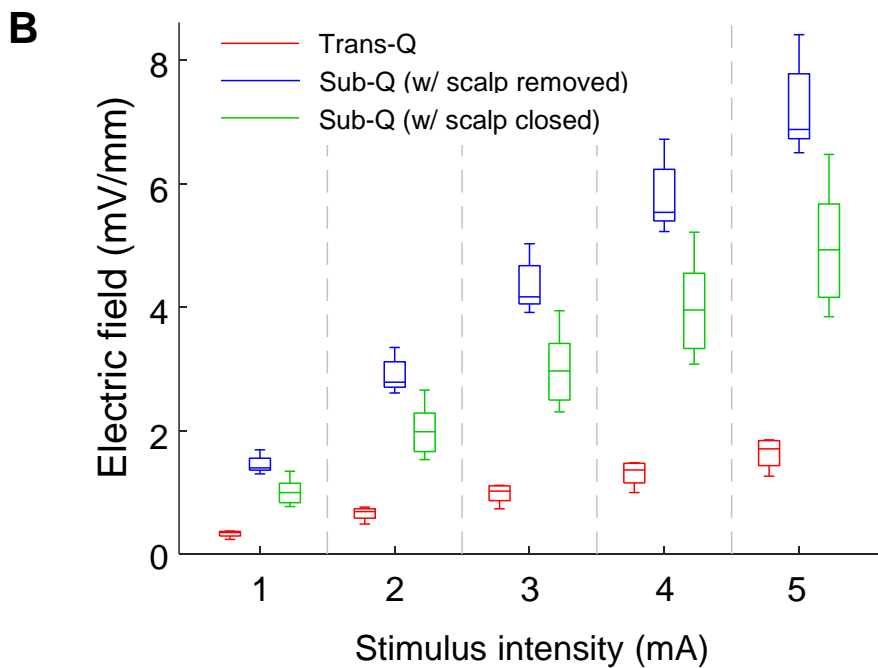 B
Trans-Q
Sub-Q (w/ scalp removed)
Sub-Q (w/ scalp closed)
Electric field (mV/mm)
8
6
4
2
0
1 2 3 4 5
Stimulus intensity (mA)